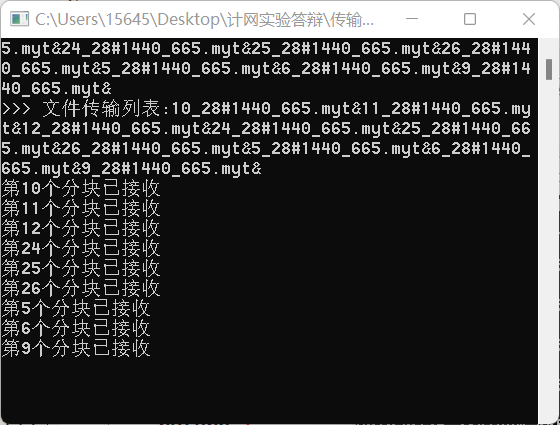 C:\Users\15645\Desktop\计网实验答辩\传输...
5.myt&24_28#1440_665.myt&25_28#1440_665.myt&26_28#144
0_665.myt&5_28#1440_665.myt&6_28#1440_665.myt&9_28#14
40_665.myt&
>>> 文件传输列表:10_28#1440_665.myt&11_28#1440_665.my
t&12_28#1440_665.myt&24_28#1440_665.myt&25_28#1440_66
5.myt&26_28#1440_665.myt&5_28#1440_665.myt&6_28#1440_
665.myt&9_28#1440_665.myt&
第10个分块已接收
第11个分块已接收
第12个分块已接收
第24个分块已接收
第25个分块已接收
第26个分块已接收
第5个分块已接收
第6个分块已接收
第9个分块已接收